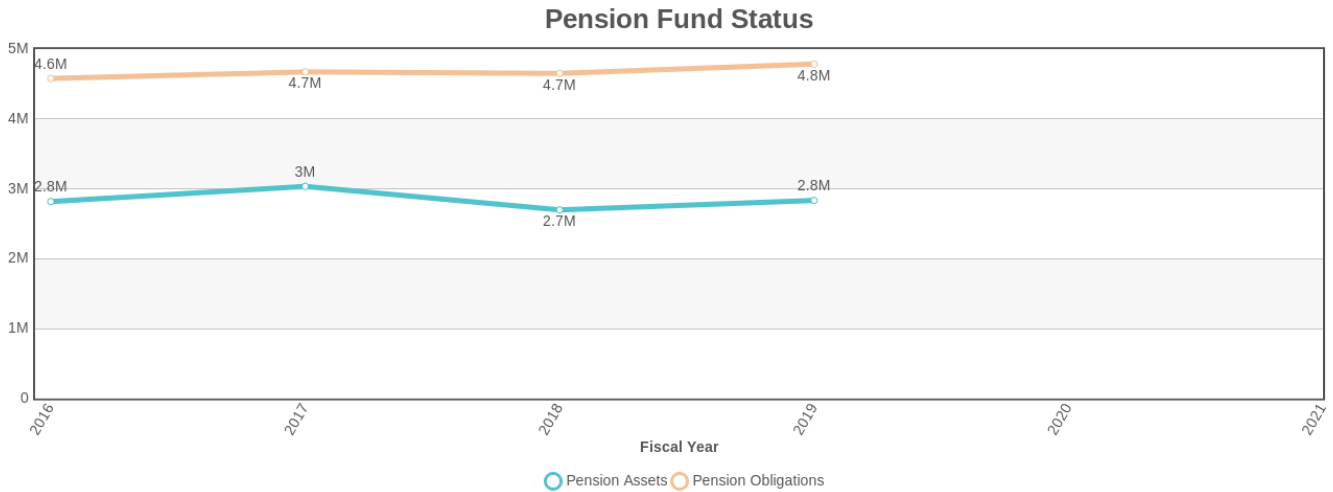 Pension Fund Status
5M
4M
3M
2M
1M
0
4.6M
4.7M
4.7M
4.8M
2.8M
3M
2.7M
2.8M
2016
2017
2018
2019
2020
2021
Fiscal Year
Pension Assets Pension Obligations